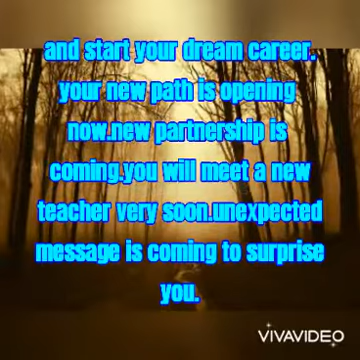 and start your dream career.
your new path is opening
now.new partnership is
coming.you will meet a new
teacher very soon.unexpected
message is coming to surprise
you.
VIVAVIDEO